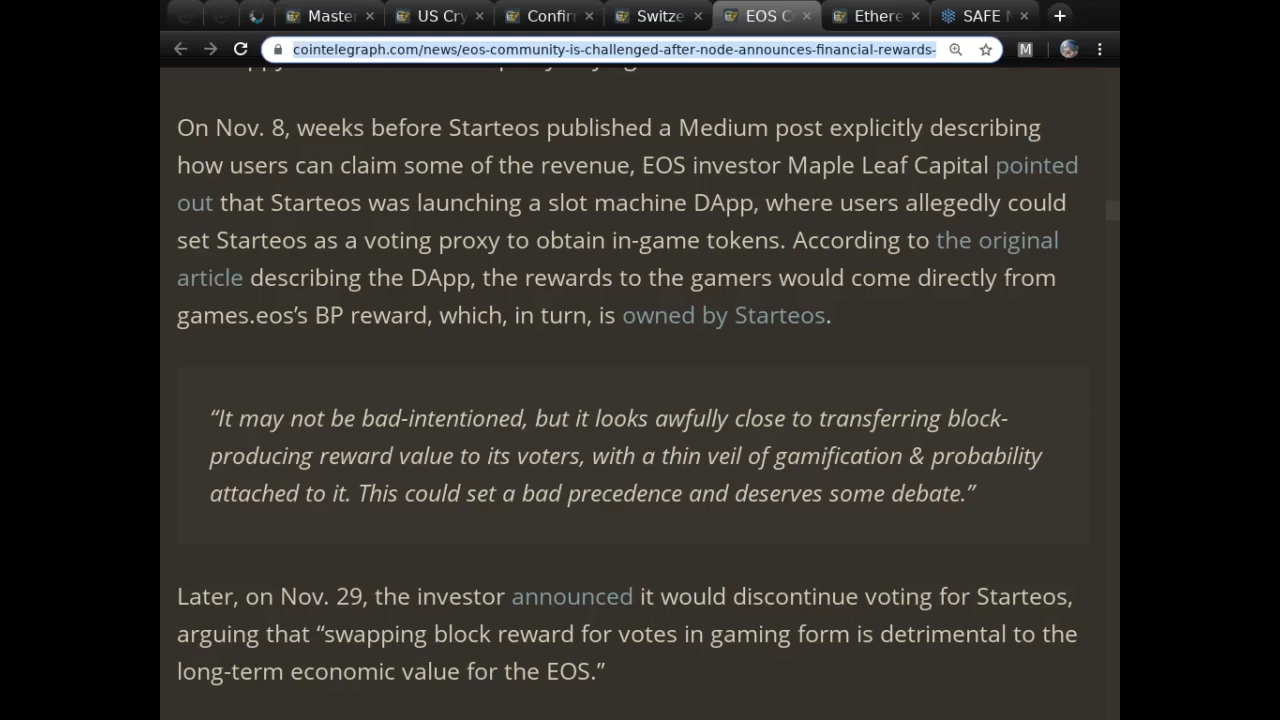 Master
US Cry
Confir
Switze
EOS C
Ethere
SAFE N
cointelegraph.com/news/eos-community-is-challenged-after-node-announces-financial-rewards-
M
On Nov. 8, weeks before Starteos published a Medium post explicitly describing
how users can claim some of the revenue, EOS investor Maple Leaf Capital pointed
out that Starteos was launching a slot machine DApp, where users allegedly could
set Starteos as a voting proxy to obtain in-game tokens. According to the original
article describing the DApp, the rewards to the gamers would come directly from
games.eos’s BP reward, which, in turn, is owned by Starteos.
“It may not be bad-intentioned, but it looks awfully close to transferring block-
producing reward value to its voters, with a thin veil of gamification & probability
attached to it. This could set a bad precedence and deserves some debate.”
Later, on Nov. 29, the investor announced it would discontinue voting for Starteos,
arguing that “swapping block reward for votes in gaming form is detrimental to the
long-term economic value for the EOS.”